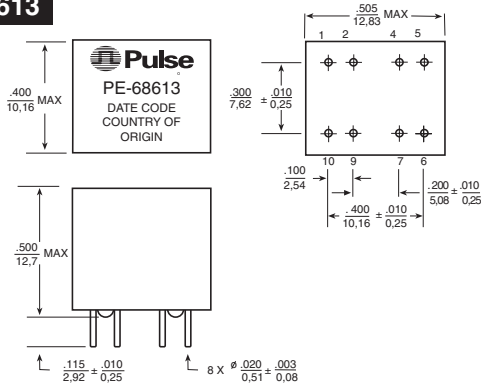 613
Pulse
PE-68613
DATE CODE
COUNTRY OF
ORIGIN
.400
10,16 MAX
.505
12,83 MAX
1 2 4 5
.300
7,62 ± .010
0,25
10 9 7 6
.100
2,54
.200
5,08 ± .010
0,25
.400
10,16 ± .010
0,25
.500
12,7 MAX
.115
2,92 ± .010
0,25
8 X ø .020
0,51 ± .003
0,08